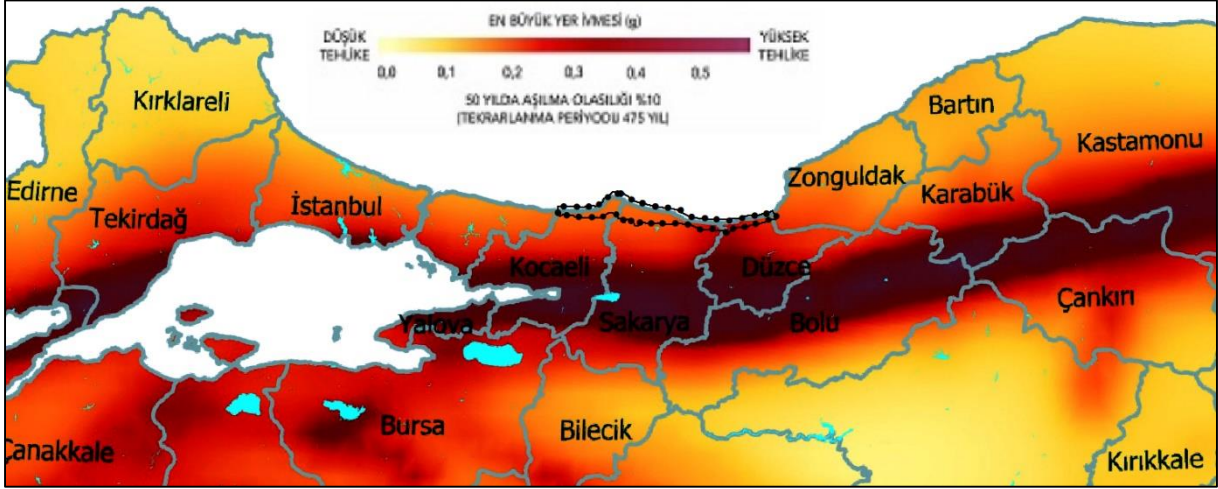 EN BÜYÜK YER İVMESİ (g)
DÜŞÜK
TEHLİKE
YÜKSEK
TEHLİKE
0,0 0,1 0,2 0,3 0,4 0,5
50 YILDA AŞILMA OLASILIĞI %10
(TEKRARLANMA PERİYODU 475 YIL)
Kırklareli
Bartın
Kastamonu
Edirne
Zonguldak
Karabük
Tekirdağ
İstanbul
Kocaeli
Düzce
Çankırı
Yalova
Sakarya
Bolu
Bursa
Bilecik
Çanakkale
Kırıkkale